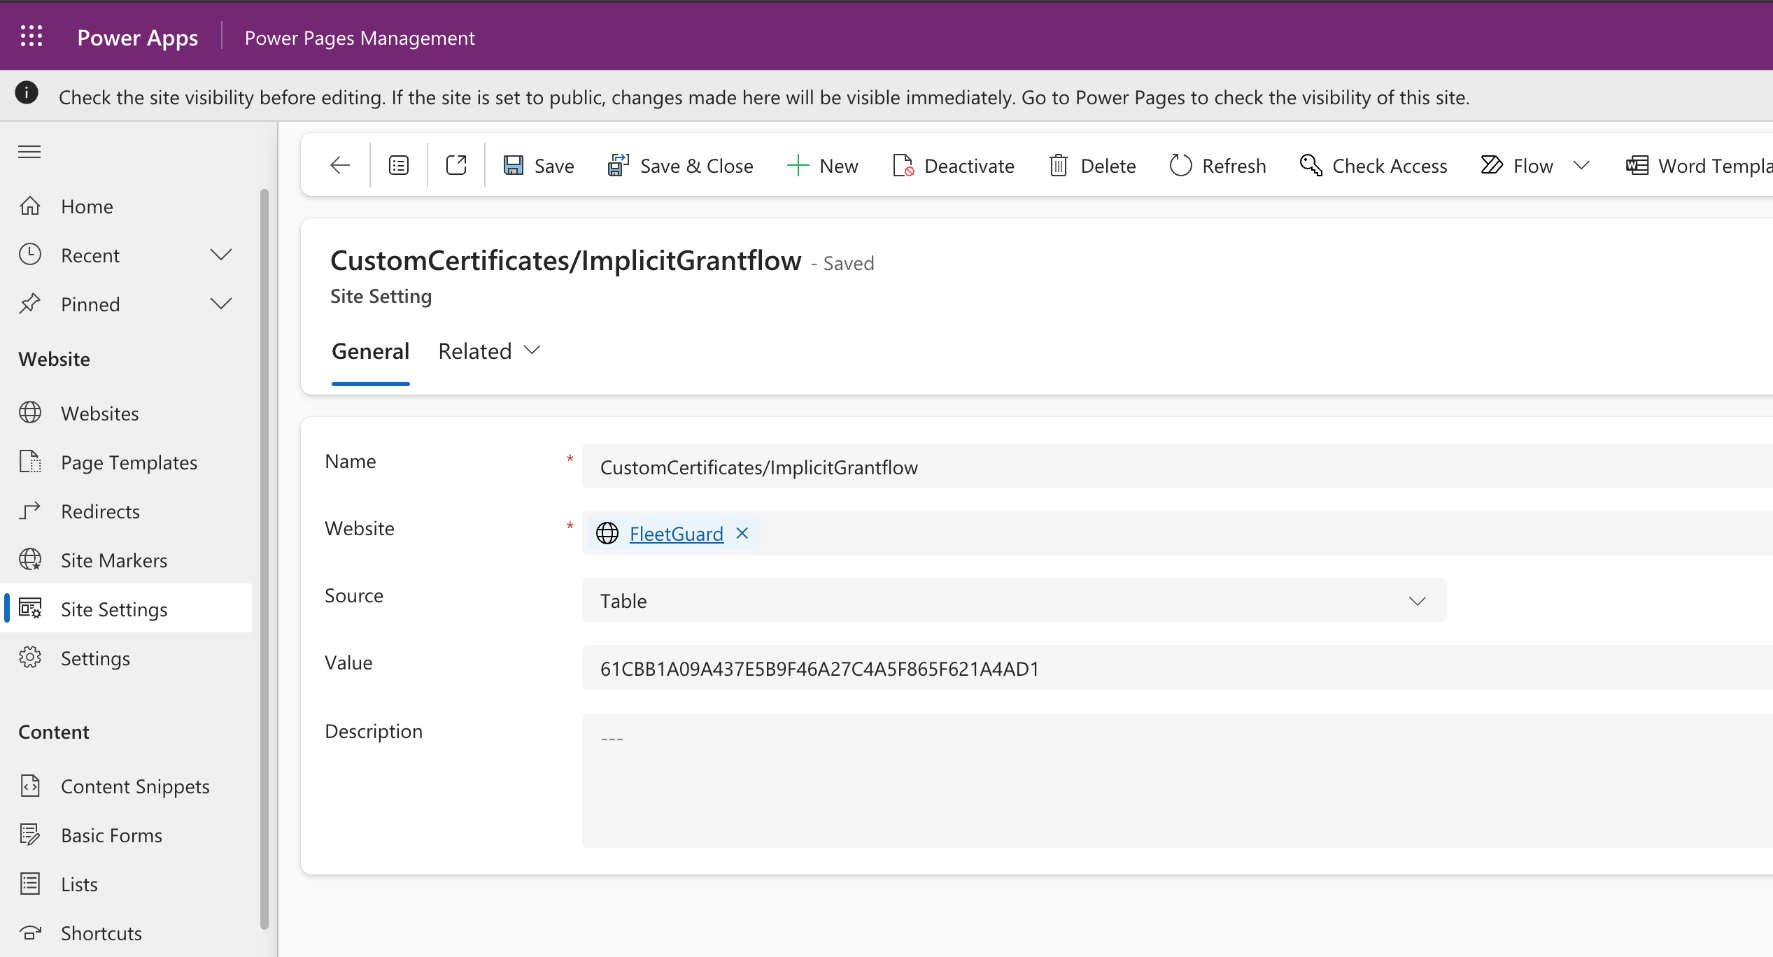 Power Apps
Power Pages Management
Check the site visibility before editing. If the site is set to public, changes made here will be visible immediately. Go to Power Pages to check the visibility of this site.
Save
Save & Close
New
Deactivate
Delete
Refresh
Check Access
Flow
Word Templa
Home
Recent
Pinned
Website
Websites
Page Templates
Redirects
Site Markers
Site Settings
Settings
Content
Content Snippets
Basic Forms
Lists
Shortcuts
CustomCertificates/ImplicitGrantflow - Saved
Site Setting
General Related
Name * CustomCertificates/ImplicitGrantflow
Website * FleetGuard
Source Table
Value 61CBB1A09A437E5B9F46A27C4A5F865F621A4AD1
Description ---